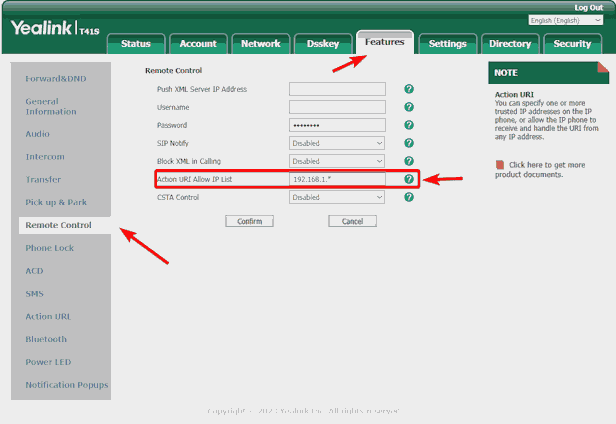 Log Out
Yealink | T41S
English (English)
Status
Account
Network
Dsskey
Features
Settings
Directory
Security
Forward&DND
General
Information
Audio
Intercom
Transfer
Pick up & Park
Remote Control
Phone Lock
ACD
SMS
Action URL
Bluetooth
Power LED
Notification Popups
Remote Control
Push XML Server IP Address
Username
Password ••••••••
SIP Notify Disabled
Block XML in Calling Disabled
Action URI Allow IP List 192.168.1.*
CSTA Control Disabled
Confirm Cancel
NOTE
Action URI
You can specify one or more
trusted IP addresses on the IP
phone, or allow the IP phone to
receive and handle the URI from
any IP address.
Click here to get more
product documents.
Yealink Inc. All rights reserved